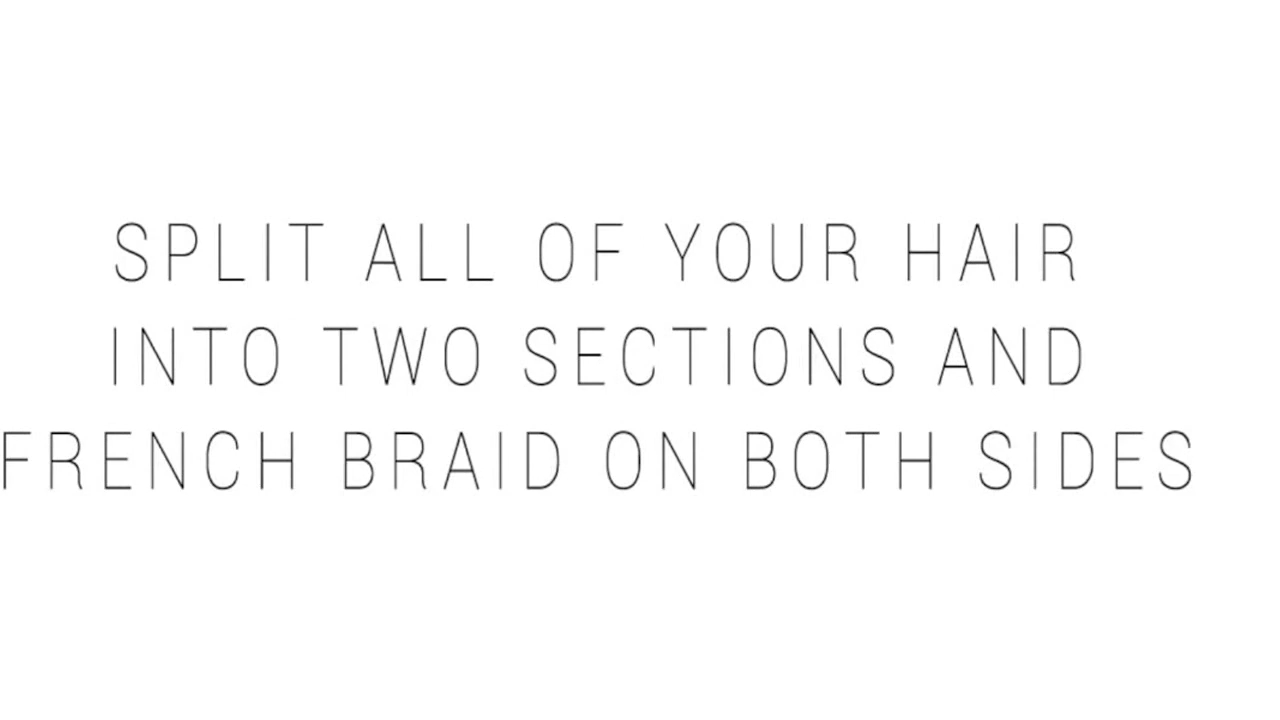 SPLIT ALL OF YOUR HAIR
INTO TWO SECTIONS AND
FRENCH BRAID ON BOTH SIDES